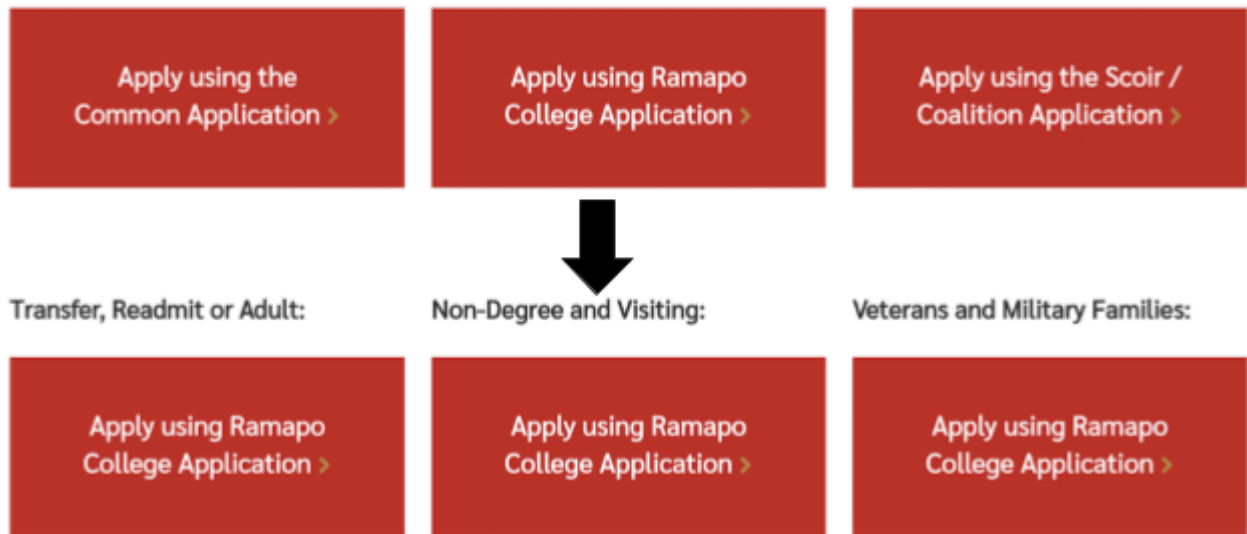 Apply using the
Common Application >
Apply using Ramapo
College Application >
Apply using the Scoir /
Coalition Application >
Transfer, Readmit or Adult:
Non-Degree and Visiting:
Veterans and Military Families:
Apply using Ramapo
College Application >
Apply using Ramapo
College Application >
Apply using Ramapo
College Application >